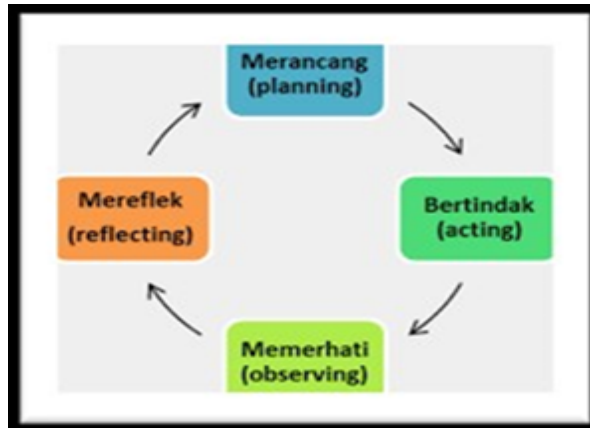 Merancang
(planning)
Bertindak
(acting)
Memerhati
(observing)
Mereflek
(reflecting)